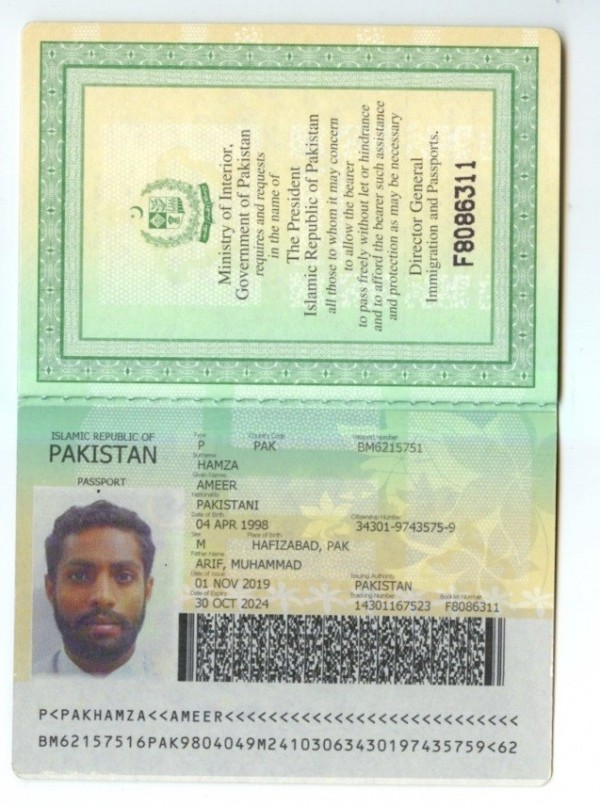 Ministry of Interior,
Government of Pakistan
requires and requests
in the name of
The President
Islamic Republic of Pakistan
all those to whom it may concern
to allow the bearer
to pass freely without let or hindrance
and to afford the bearer such assistance
and protection as may be necessary
Director General
Immigration and Passports.
F8086311
ISLAMIC REPUBLIC OF
PAKISTAN
PASSPORT
Type Country Code Passport Number
P PAK BM6215751
Surname
HAMZA
Given Names
AMEER
Nationality
PAKISTANI
Date of Birth Citizenship Number
04 APR 1998 34301-9743575-9
Sex Place of Birth
M HAFIZABAD, PAK
Father Name
ARIF, MUHAMMAD
Date of Issue Issuing Authority
01 NOV 2019 PAKISTAN
Date of Expiry Tracking Number Booklet Number
30 OCT 2024 14301167523 F8086311
P<PAKHAMZA<<AMEER<<<<<<<<<<<<<<<<<<<<<<<<<<<
BM62157516PAK9804049M2410306343019743575​9<62